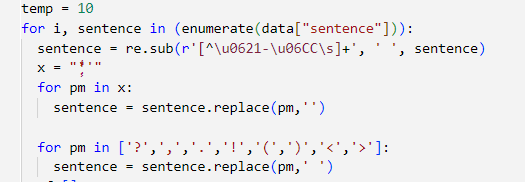 temp = 10
for i, sentence in (enumerate(data["sentence"])):
sentence = re.sub(r'[^\u0621-\u06CC\s]+', ' ', sentence)
x =
for pm in x:
sentence = sentence.replace(pm,'')
for pm in ['?',',','.','!','(',')','<','>']:
sentence = sentence.replace(pm,' ')